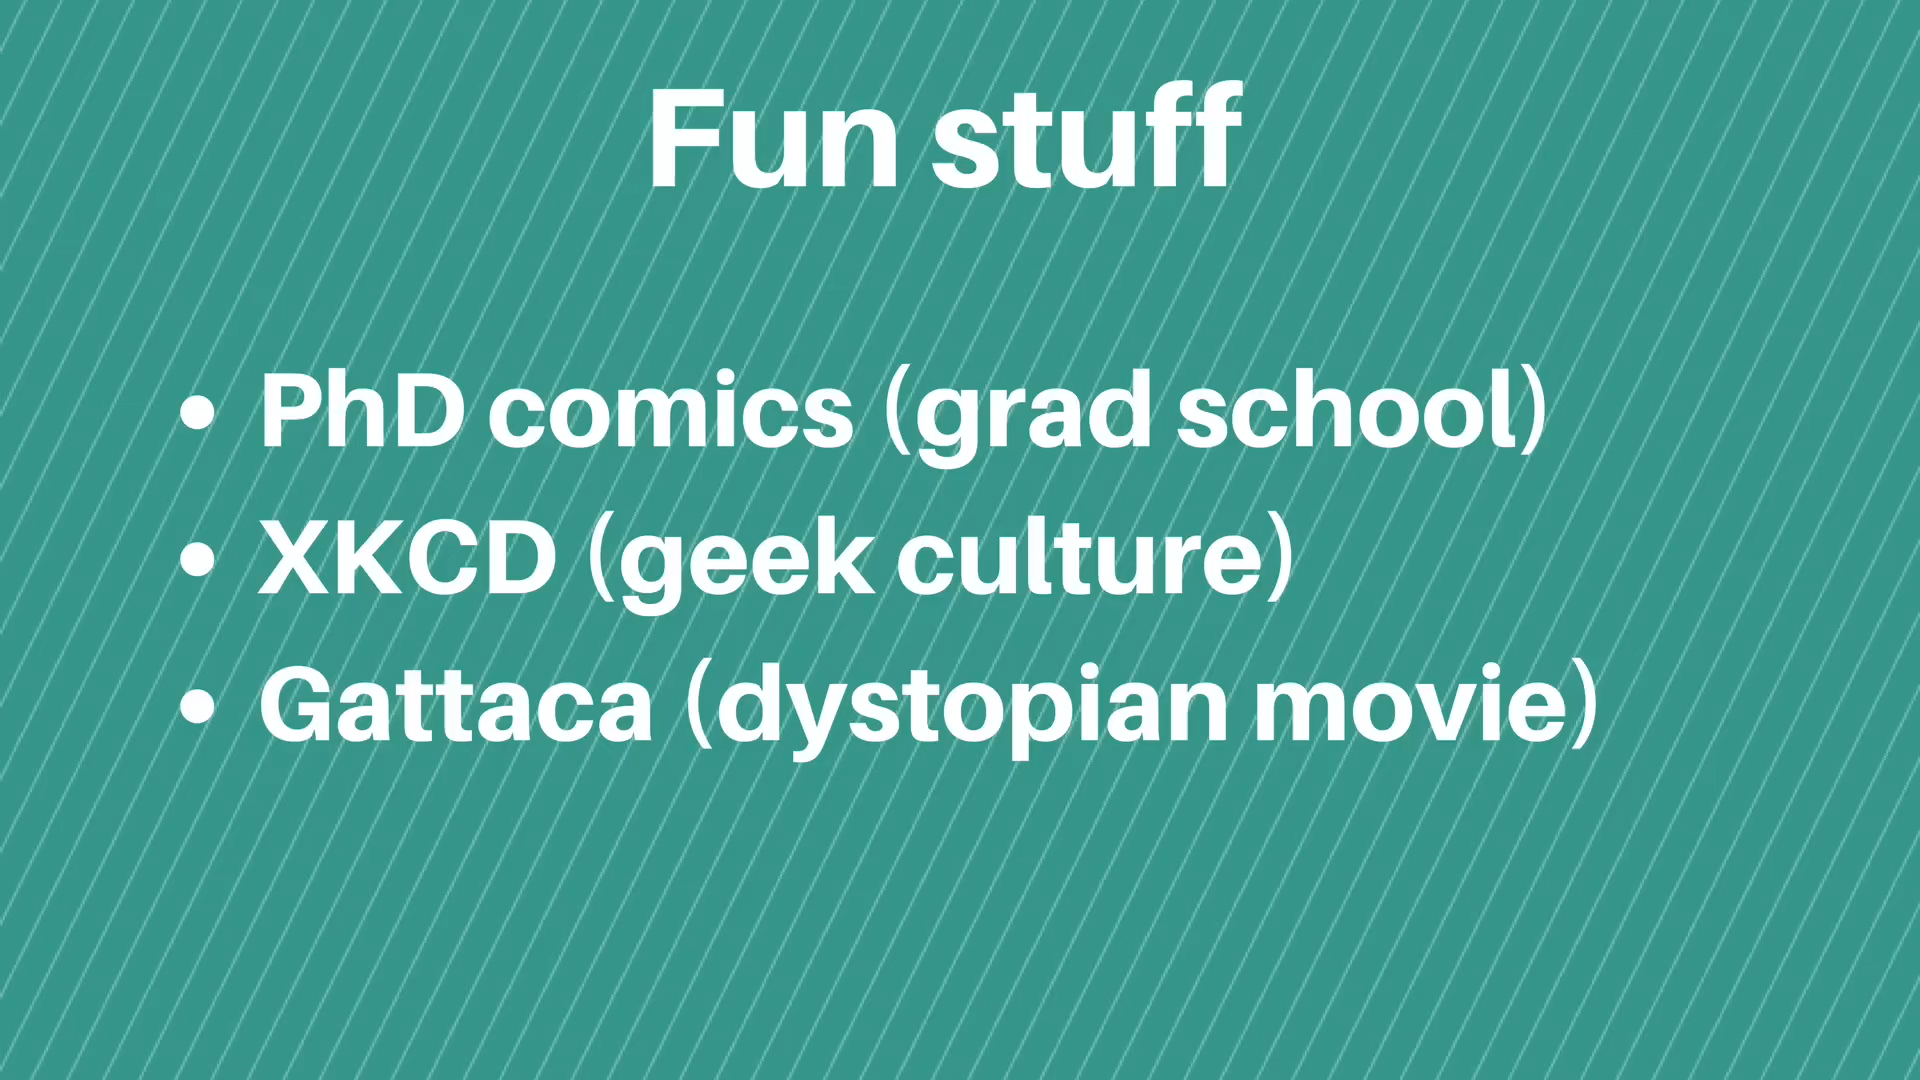 Fun stuff
• PhD comics (grad school)
• XKCD (geek culture)
• Gattaca (dystopian movie)